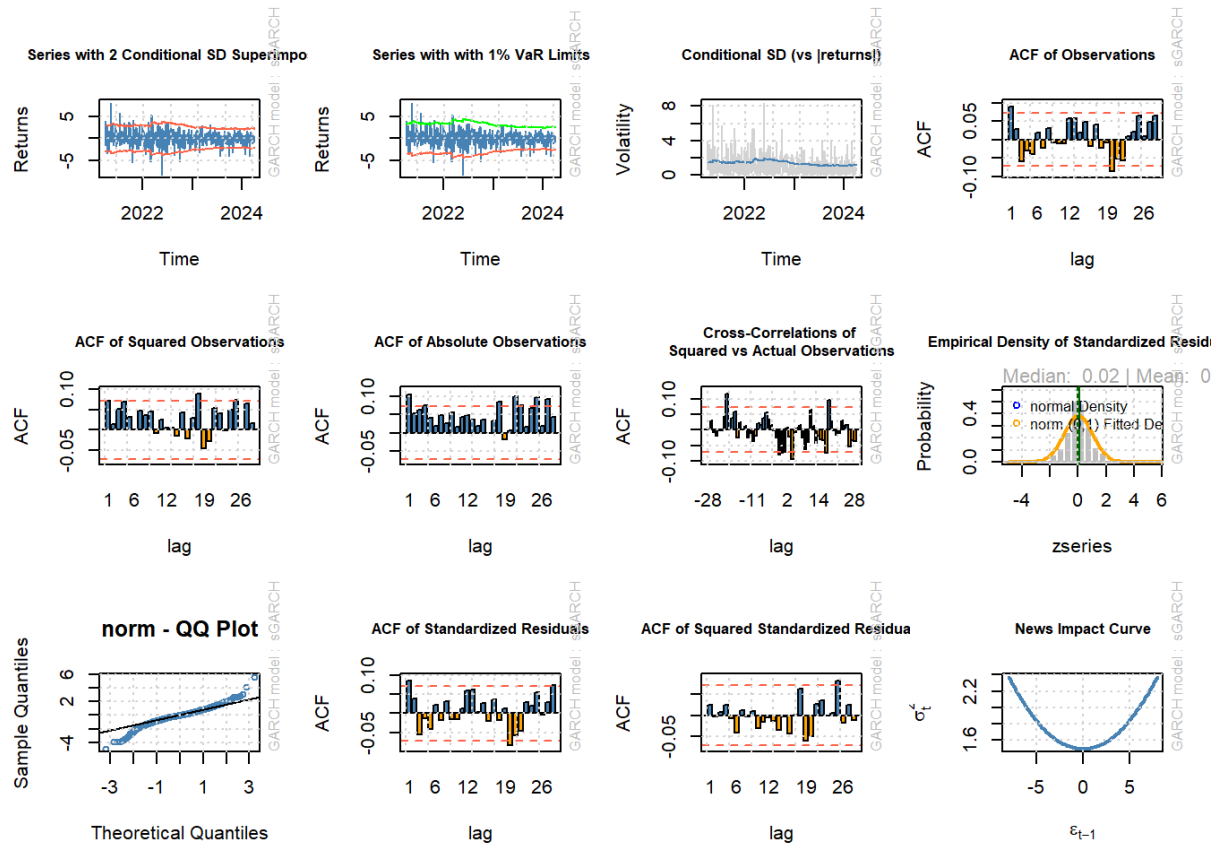 Series with 2 Conditional SD Superimpo
GARCH model : sGARCH
Returns
5
-5
2022
2024
Time
Series with with 1% VaR Limits
GARCH model : sGARCH
Returns
5
-5
2022
2024
Time
Conditional SD (vs |returns|)
GARCH model : sGARCH
Volatility
8
4
0
2022
2024
Time
ACF of Observations
GARCH model : sGARCH
ACF
0.05
-0.10
1 6 12 19 26
lag
ACF of Squared Observations
GARCH model : sGARCH
ACF
0.10
-0.05
1 6 12 19 26
lag
ACF of Absolute Observations
GARCH model : sGARCH
ACF
0.10
-0.05
1 6 12 19 26
lag
Cross-Correlations of
Squared vs Actual Observations
GARCH model : sGARCH
ACF
0.10
-0.10
-28 -11 2 14 28
lag
Empirical Density of Standardized Residu
GARCH model : sGARCH
Median: 0.02 | Mean: 0
Probability
0.4
0.0
normal Density
norm (0,1) Fitted De
-4 0 2 4 6
zseries
norm - QQ Plot
GARCH model : sGARCH
Sample Quantiles
6
2
-4
-3 -1 1 3
Theoretical Quantiles
ACF of Standardized Residuals
GARCH model : sGARCH
ACF
0.10
-0.05
1 6 12 19 26
lag
ACF of Squared Standardized Residua
GARCH model : sGARCH
ACF
0.05
-0.05
1 6 12 19 26
lag
News Impact Curve
GARCH model : sGARCH
2.2
1.6
-5 0 5
εt−1